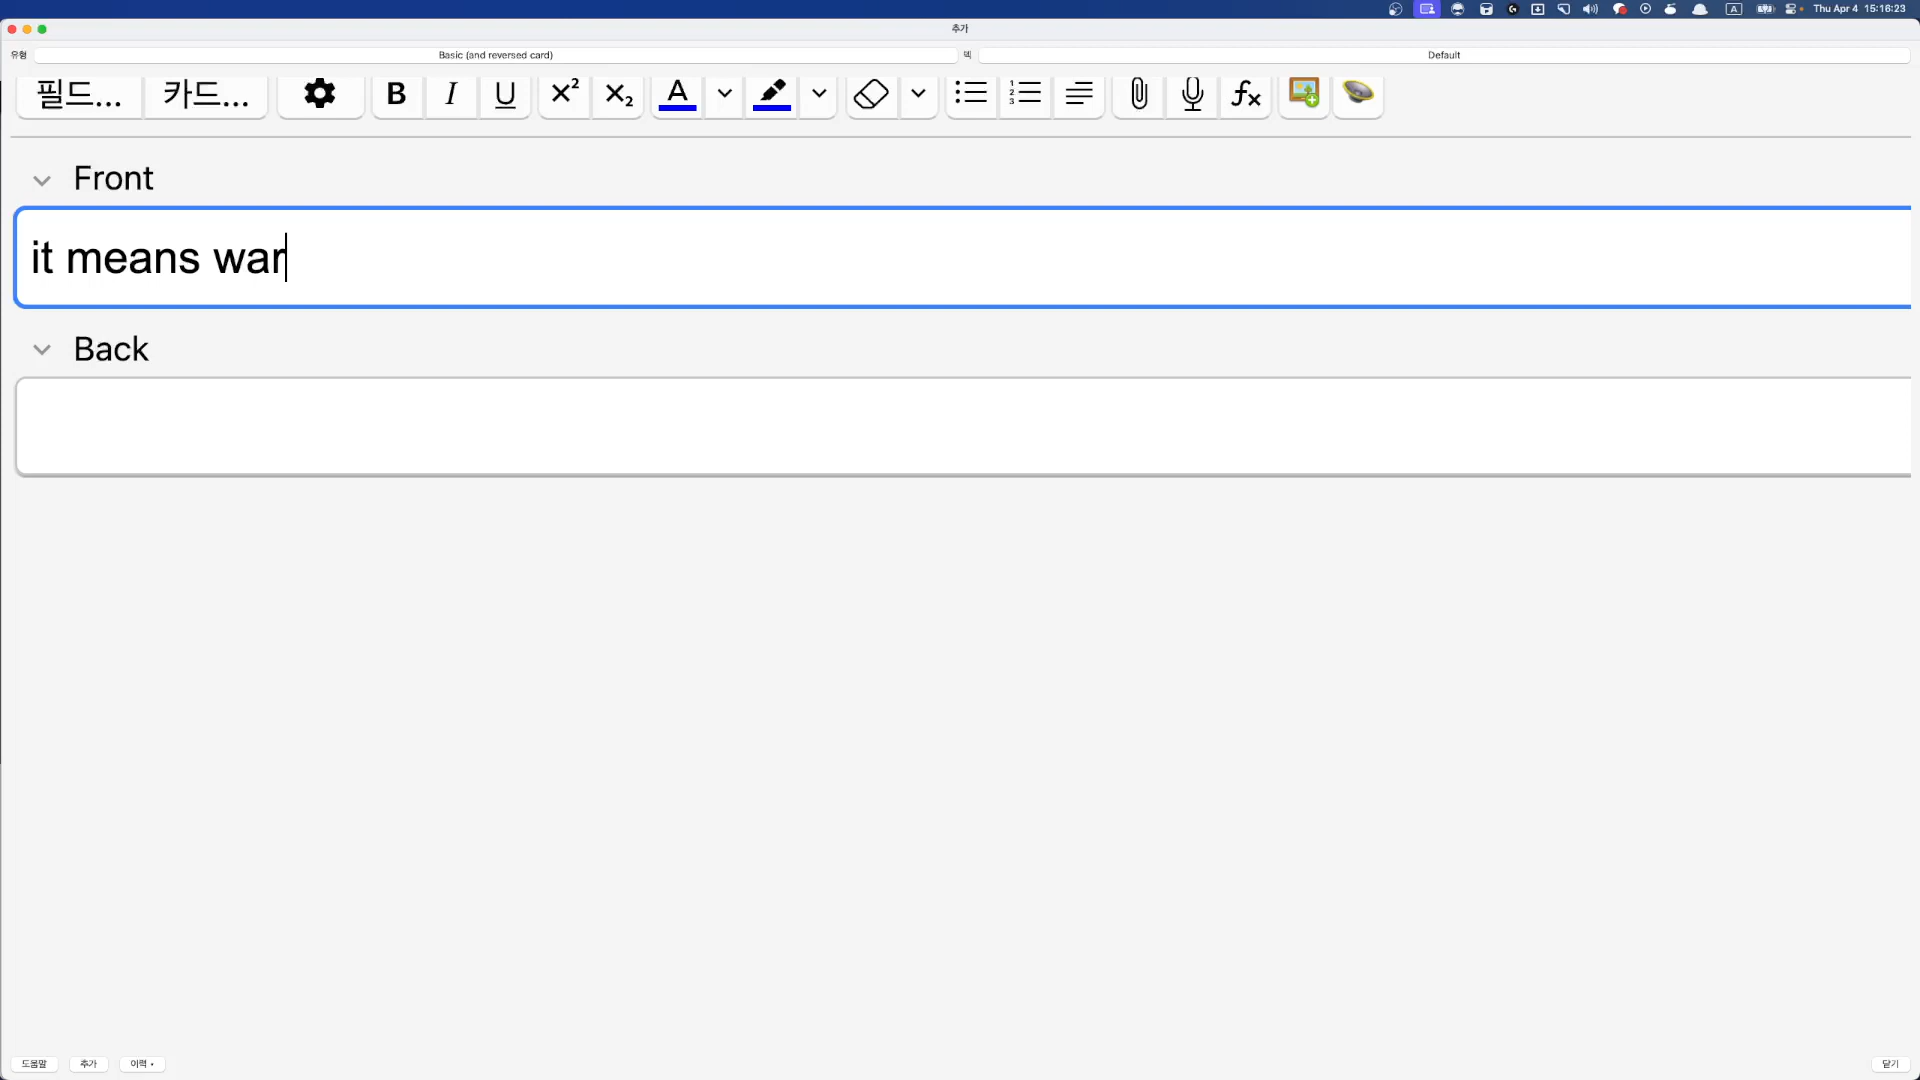 Thu Apr 4 15:16:23
추가
유형 Basic (and reversed card) 덱 Default
필드... 카드...
Front
it means war
Back
도움말 추가 이력 닫기